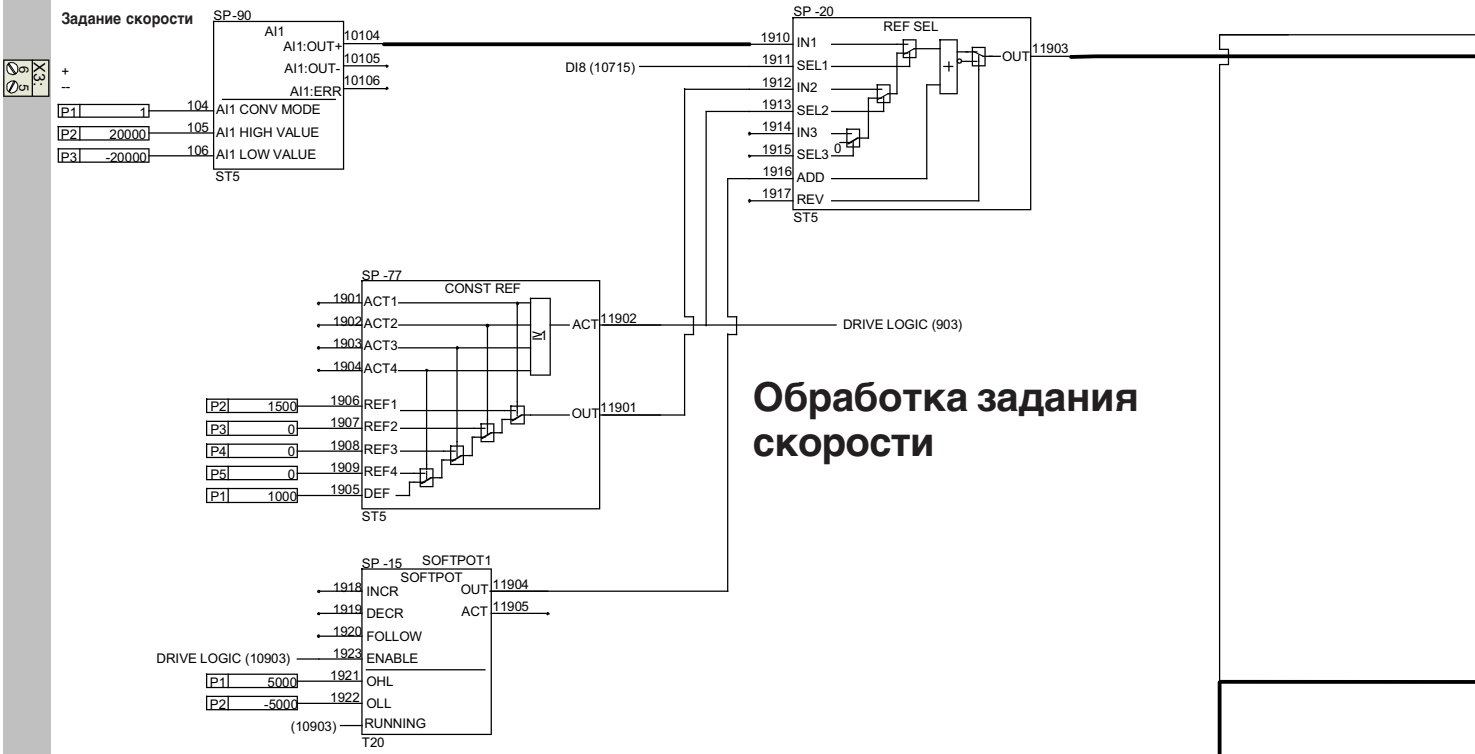 Задание скорости
X3:
6
5
+
--
SP-90
AI1
AI1:OUT+
10104
AI1:OUT-
10105
AI1:ERR
10106
P1 1 104 AI1 CONV MODE
P2 20000 105 AI1 HIGH VALUE
P3 -20000 106 AI1 LOW VALUE
ST5
SP -20
REF SEL
1910 IN1
DI8 (10715) 1911 SEL1
1912 IN2
1913 SEL2
1914 IN3
1915 SEL3 0
1916 ADD
1917 REV
+
OUT 11903
ST5
SP -77
CONST REF
1901 ACT1
1902 ACT2
1903 ACT3
1904 ACT4
≥1
ACT 11902
DRIVE LOGIC (903)
P2 1500 1906 REF1
P3 0 1907 REF2
P4 0 1908 REF3
P5 0 1909 REF4
P1 1000 1905 DEF
OUT 11901
ST5
Обработка задания
скорости
SP -15 SOFTPOT1
SOFTPOT
1918 INCR
OUT 11904
1919 DECR
ACT 11905
1920 FOLLOW
DRIVE LOGIC (10903) 1923 ENABLE
P1 5000 1921 OHL
P2 -5000 1922 OLL
(10903) RUNNING
T20